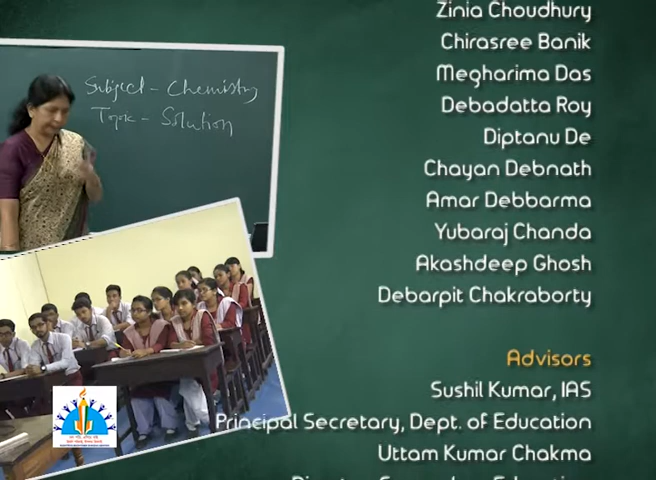 Subject - Chemistry
Topic - Solution
Zinia Choudhury
Chirasree Banik
Megharima Das
Debadatta Roy
Diptanu De
Chayan Debnath
Amar Debbarma
Yubaraj Chanda
Akashdeep Ghosh
Debarpit Chakraborty
Advisors
Sushil Kumar, IAS
Principal Secretary, Dept. of Education
Uttam Kumar Chakma